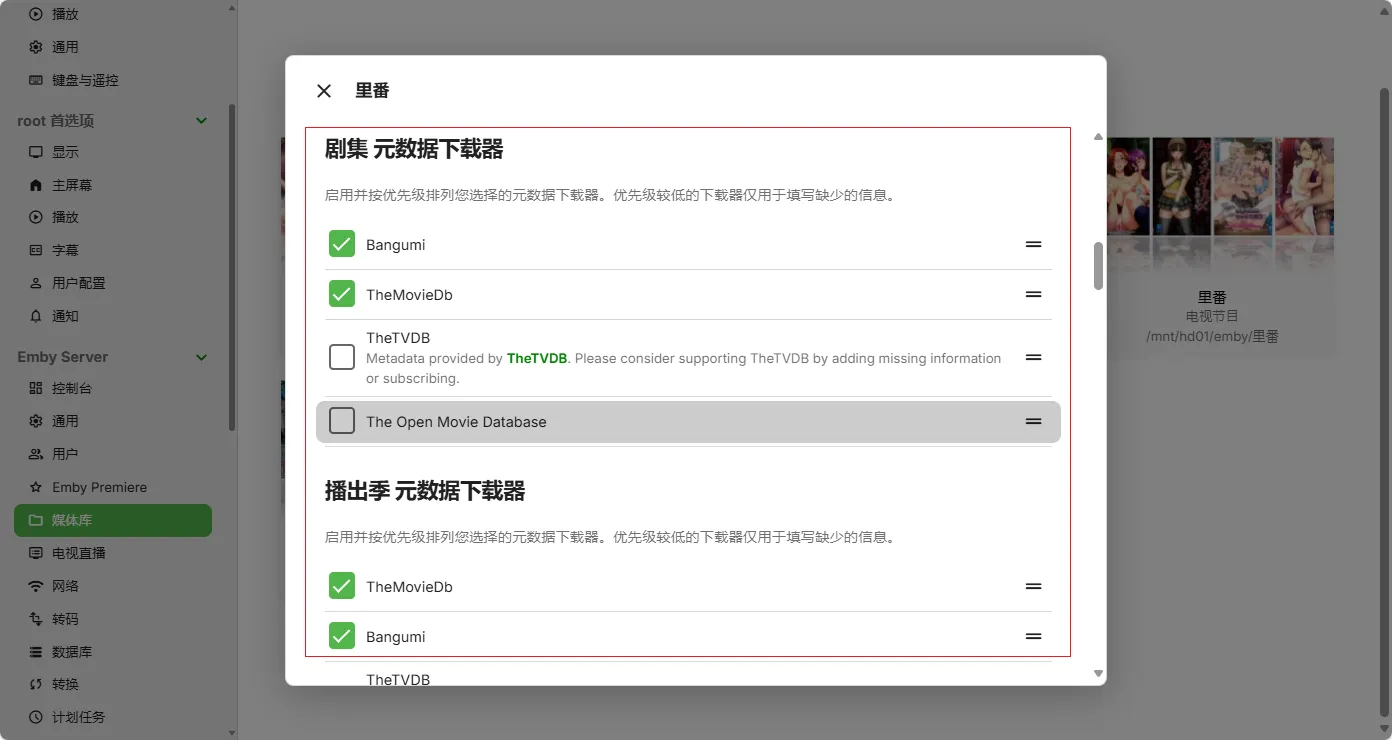 播放
通用
键盘与遥控
root 首选项
显示
主屏幕
播放
字幕
用户配置
通知
Emby Server
控制台
通用
用户
Emby Premiere
媒体库
电视直播
网络
转码
数据库
转换
计划任务
里番
剧集 元数据下载器
启用并按优先级排列您选择的元数据下载器。优先级较低的下载器仅用于填写缺少的信息。
Bangumi
TheMovieDb
TheTVDB
Metadata provided by TheTVDB. Please consider supporting TheTVDB by adding missing information
or subscribing.
The Open Movie Database
播出季 元数据下载器
启用并按优先级排列您选择的元数据下载器。优先级较低的下载器仅用于填写缺少的信息。
TheMovieDb
Bangumi
TheTVDB
里番
电视节目
/mnt/hd01/emby/里番